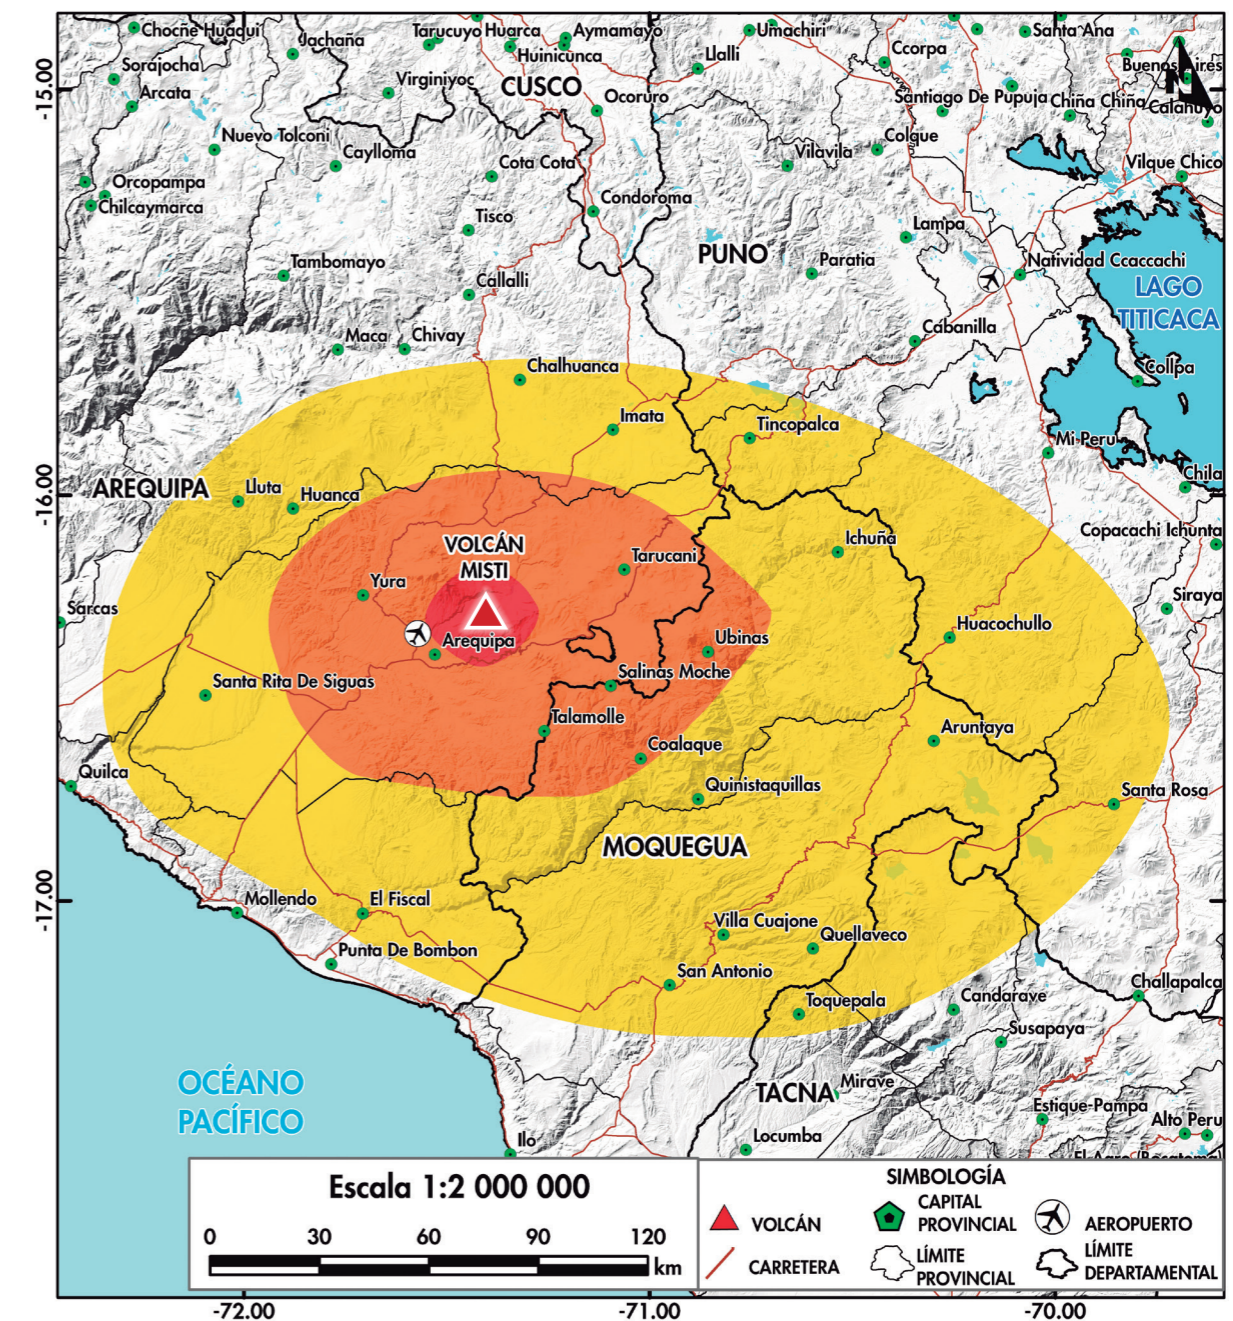 Chocñe Huaqui
Jachaña
Tarucuyo
Huarca
Aymamayo
Huinicunca
Llalli
Umachiri
Ccorpa
Sahta Ana
Buenos Aires
N
Sorajocha
-15.00
Arcata
Virginiyoc
CUSCO
Ocoruro
Santiago De Pupuja
Chiña Chiña
Calahuyo
Nuevo Tolconi
Caylloma
Cota Cota
Vilavila
Colque
Vilque Chico
Orcopampa
Chilcaymarca
Tisco
Condoroma
Lampa
Tambomayo
Callalli
PUNO
Paratia
Natividad Ccaccachi
LAGO
TITICACA
Maca
Chivay
Cabanilla
Chalhuanca
Collpa
Imata
Tincopalca
Mi Peru
-16.00
AREQUIPA
Lluta
Huanca
Chila
VOLCÁN
MISTI
Ichuña
Copacachi Ichunta
Yura
Tarucani
Sarcas
Siraya
Arequipa
Ubinas
Huacochullo
Santa Rita De Siguas
Salinas Moche
Talamolle
Aruntaya
Coalaque
Quilca
Quinistaquillas
Santa Rosa
MOQUEGUA
-17.00
Mollendo
El Fiscal
Villa Cuajone
Quellaveco
Punta De Bombon
San Antonio
Toquepala
Candarave
Challapalca
Susapaya
OCÉANO
PACÍFICO
TACNA
Mirave
Estique-Pampa
Alto Peru
Ilo
Locumba
Escala 1:2 000 000
0 30 60 90 120
km
SIMBOLOGÍA
VOLCÁN
CAPITAL
PROVINCIAL
AEROPUERTO
CARRETERA
LÍMITE
PROVINCIAL
LÍMITE
DEPARTAMENTAL
-72.00
-71.00
-70.00